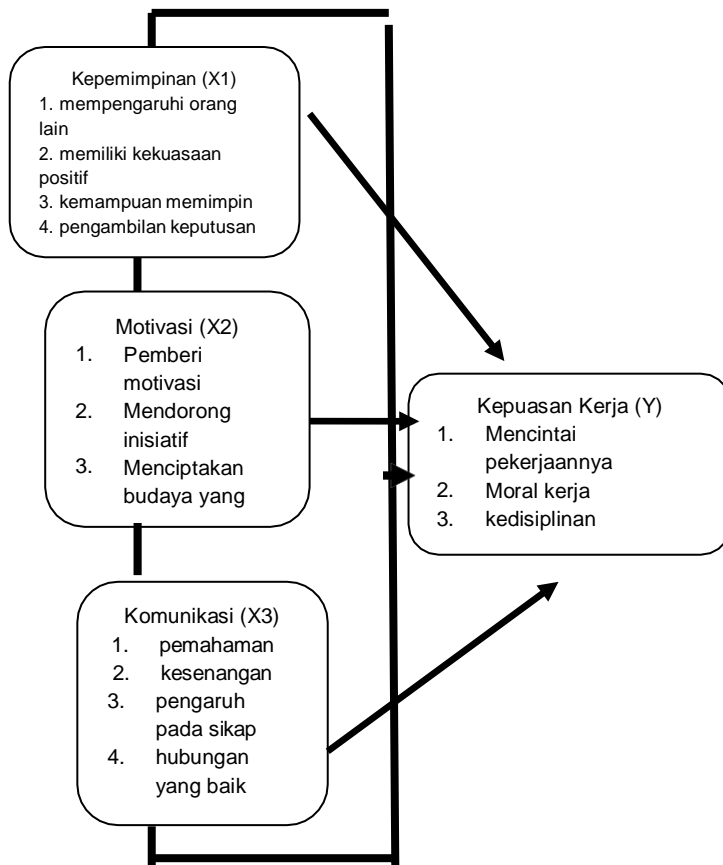 Kepemimpinan (X1)
1. mempengaruhi orang
lain
2. memiliki kekuasaan
positif
3. kemampuan memimpin
4. pengambilan keputusan
Motivasi (X2)
1. Pemberi
motivasi
2. Mendorong
inisiatif
3. Menciptakan
budaya yang
Kepuasan Kerja (Y)
1. Mencintai
pekerjaannya
2. Moral kerja
3. kedisiplinan
Komunikasi (X3)
1. pemahaman
2. kesenangan
3. pengaruh
pada sikap
4. hubungan
yang baik